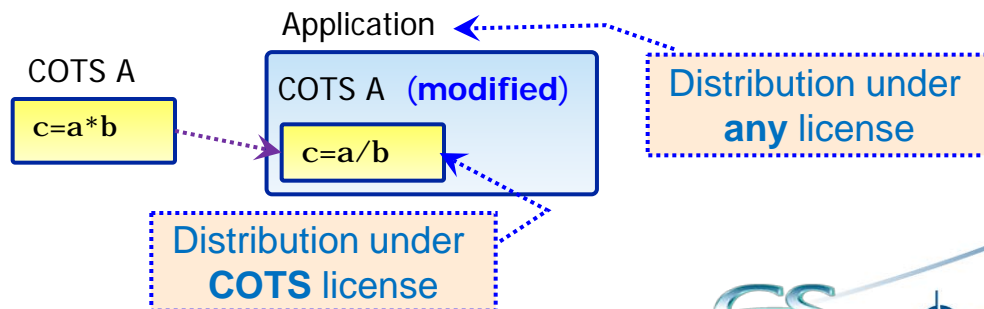 Application
COTS A
c=a*b
COTS A (modified)
c=a/b
Distribution under
any license
Distribution under
COTS license